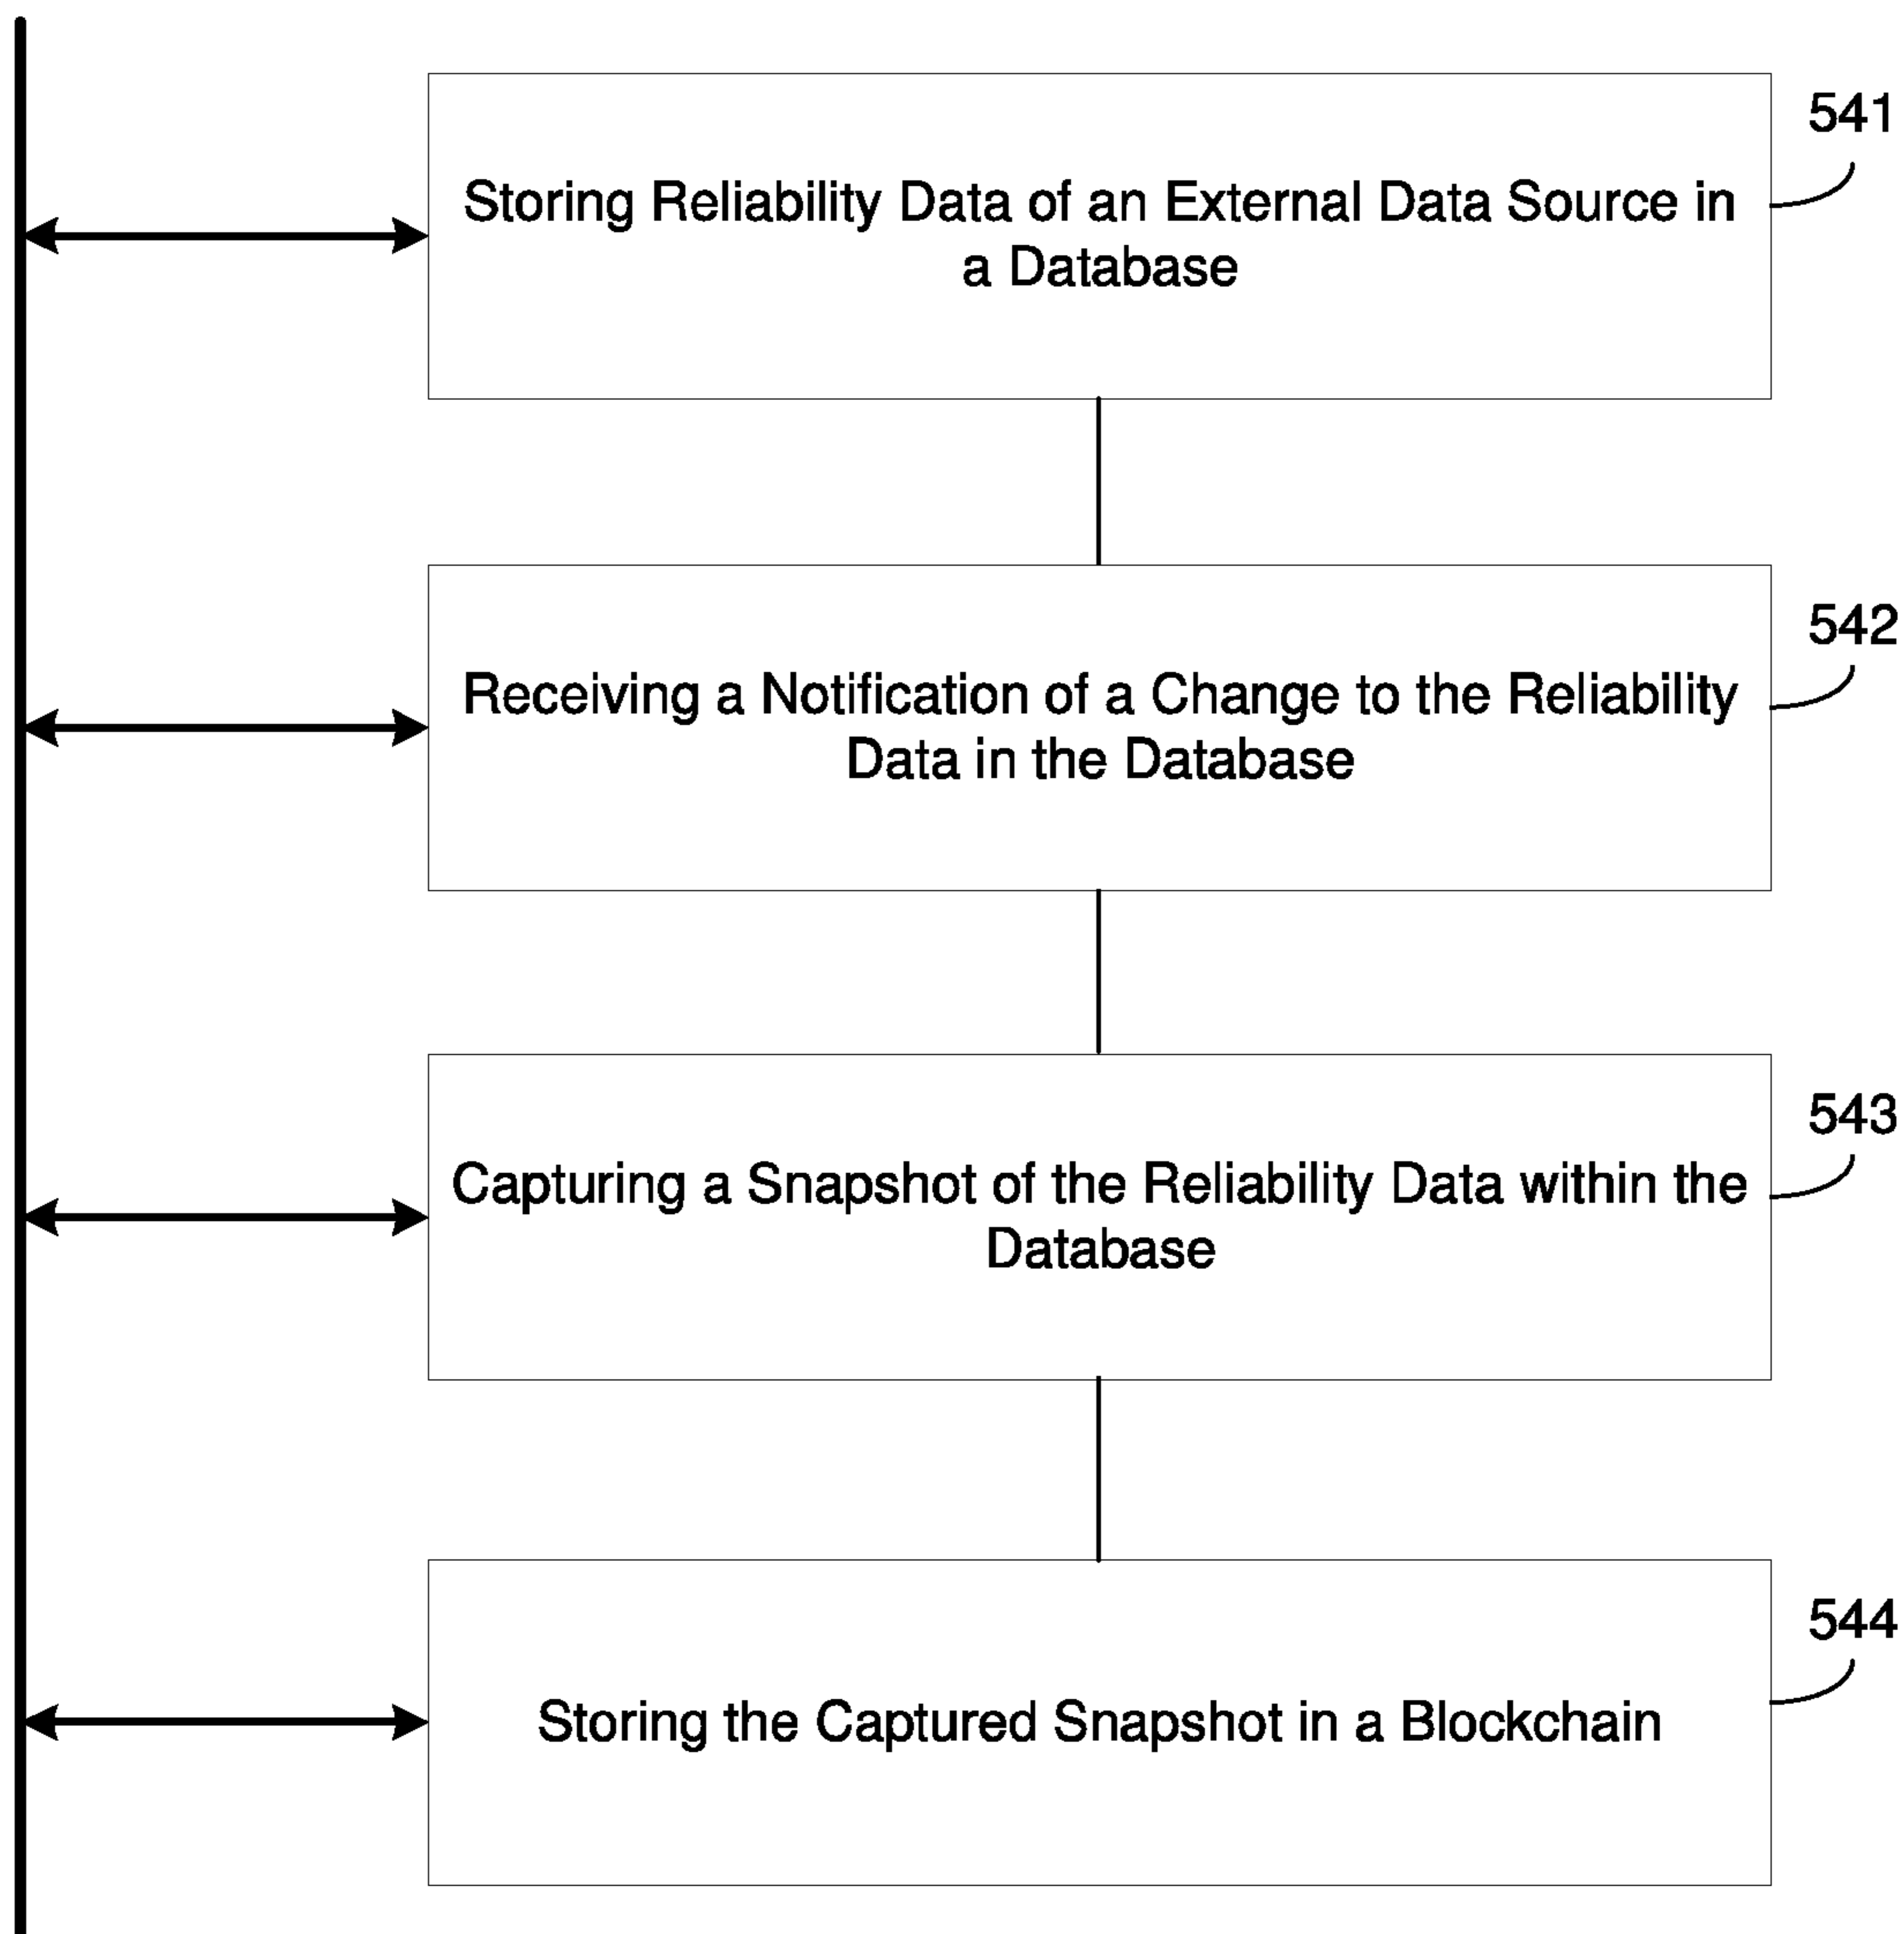 541
Storing Reliability Data of an External Data Source in
a Database
542
Receiving a Notification of a Change to the Reliability
Data in the Database
543
Capturing a Snapshot of the Reliability Data within the
Database
544
Storing the Captured Snapshot in a Blockchain